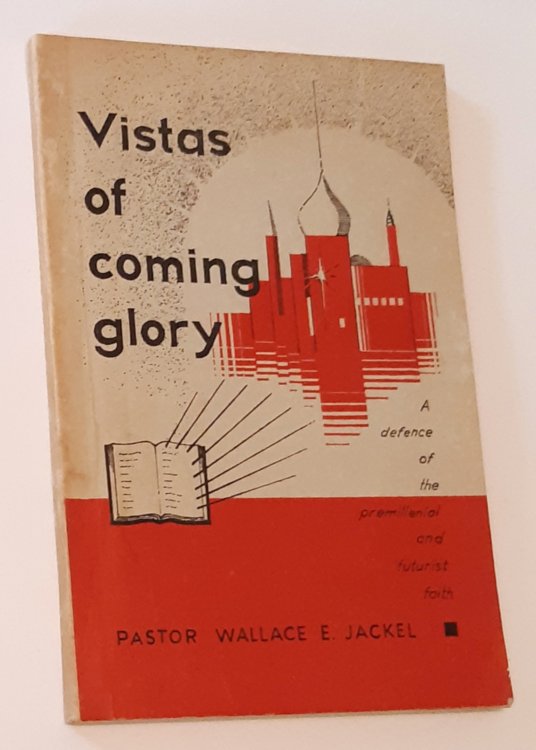 Vistas
of
coming
glory
A
defence
of
the
premillenial
and
futurist
faith
PASTOR WALLACE E. JACKEL